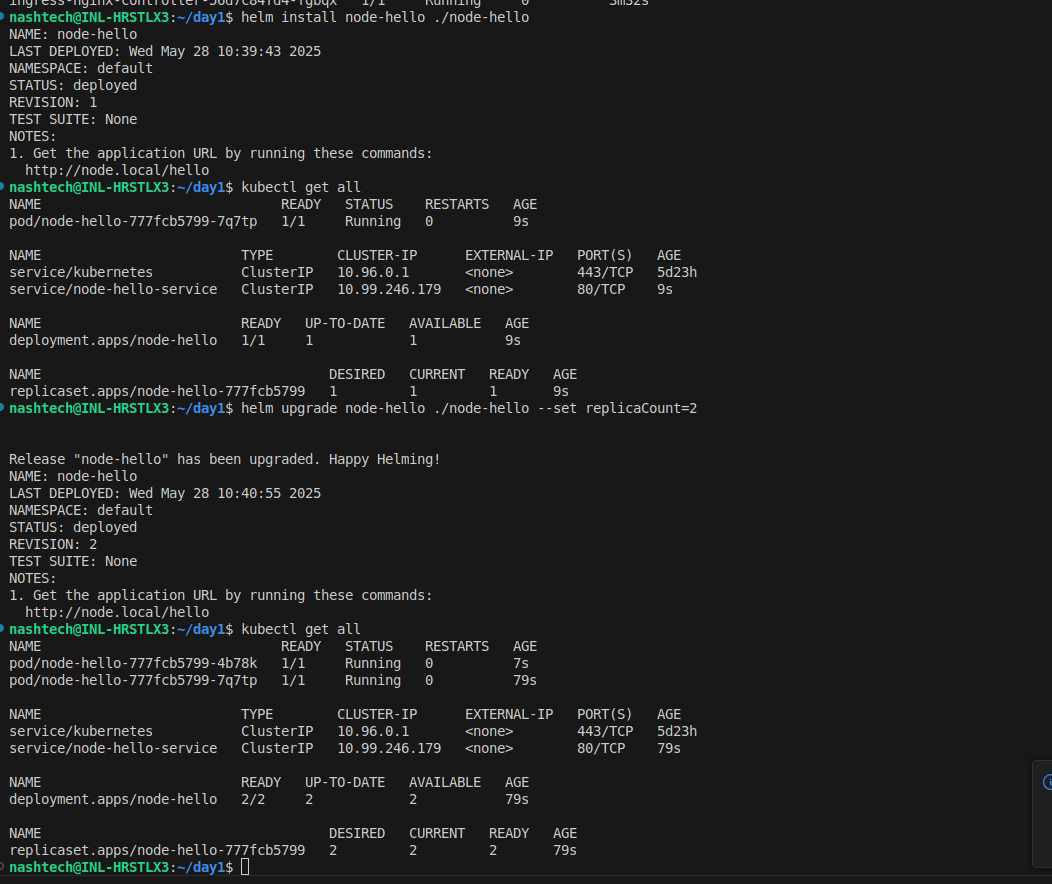 ingress-nginx-controller-56d7c84fd4-fgbqx   1/1     Running     0          3m32s
nashtech@INL-HRSTLX3:~/day1$ helm install node-hello ./node-hello
NAME: node-hello
LAST DEPLOYED: Wed May 28 10:39:43 2025
NAMESPACE: default
STATUS: deployed
REVISION: 1
TEST SUITE: None
NOTES:
1. Get the application URL by running these commands:
  http://node.local/hello
nashtech@INL-HRSTLX3:~/day1$ kubectl get all
NAME                              READY   STATUS    RESTARTS   AGE
pod/node-hello-777fcb5799-7q7tp   1/1     Running   0          9s

NAME                         TYPE        CLUSTER-IP      EXTERNAL-IP   PORT(S)   AGE
service/kubernetes           ClusterIP   10.96.0.1       <none>        443/TCP   5d23h
service/node-hello-service   ClusterIP   10.99.246.179   <none>        80/TCP    9s

NAME                         READY   UP-TO-DATE   AVAILABLE   AGE
deployment.apps/node-hello   1/1     1            1           9s

NAME                                    DESIRED   CURRENT   READY   AGE
replicaset.apps/node-hello-777fcb5799   1         1         1       9s
nashtech@INL-HRSTLX3:~/day1$ helm upgrade node-hello ./node-hello --set replicaCount=2

Release "node-hello" has been upgraded. Happy Helming!
NAME: node-hello
LAST DEPLOYED: Wed May 28 10:40:55 2025
NAMESPACE: default
STATUS: deployed
REVISION: 2
TEST SUITE: None
NOTES:
1. Get the application URL by running these commands:
  http://node.local/hello
nashtech@INL-HRSTLX3:~/day1$ kubectl get all
NAME                              READY   STATUS    RESTARTS   AGE
pod/node-hello-777fcb5799-4b78k   1/1     Running   0          7s
pod/node-hello-777fcb5799-7q7tp   1/1     Running   0          79s

NAME                         TYPE        CLUSTER-IP      EXTERNAL-IP   PORT(S)   AGE
service/kubernetes           ClusterIP   10.96.0.1       <none>        443/TCP   5d23h
service/node-hello-service   ClusterIP   10.99.246.179   <none>        80/TCP    79s

NAME                         READY   UP-TO-DATE   AVAILABLE   AGE
deployment.apps/node-hello   2/2     2            2           79s

NAME                                    DESIRED   CURRENT   READY   AGE
replicaset.apps/node-hello-777fcb5799   2         2         2       79s
nashtech@INL-HRSTLX3:~/day1$